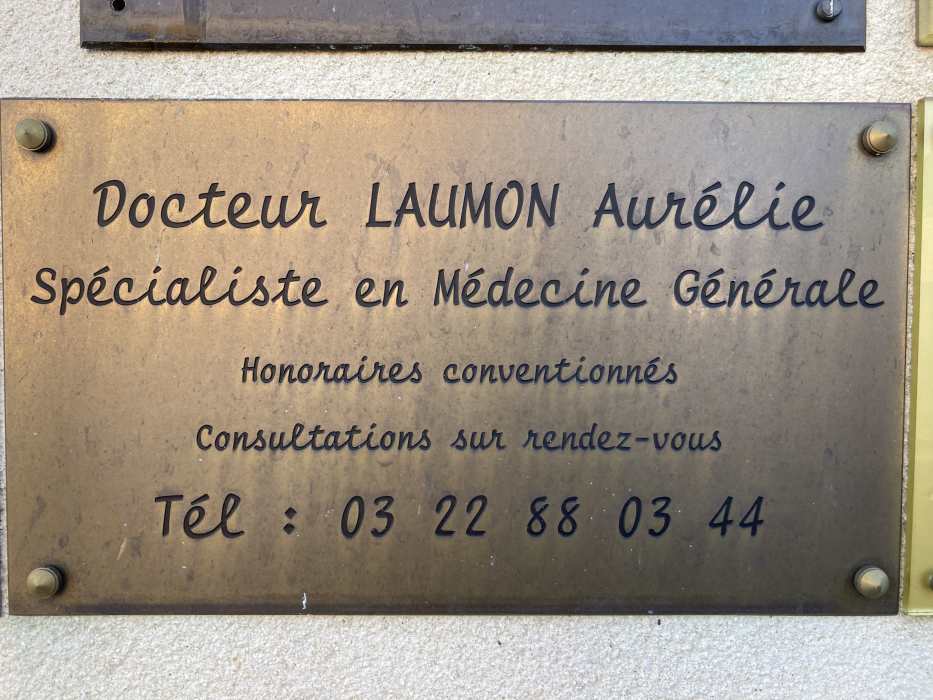 Docteur LAUMON Aurélie
Spécialiste en Médecine Générale
Honoraires conventionnés
Consultations sur rendez-vous
Tél : 03 22 88 03 44